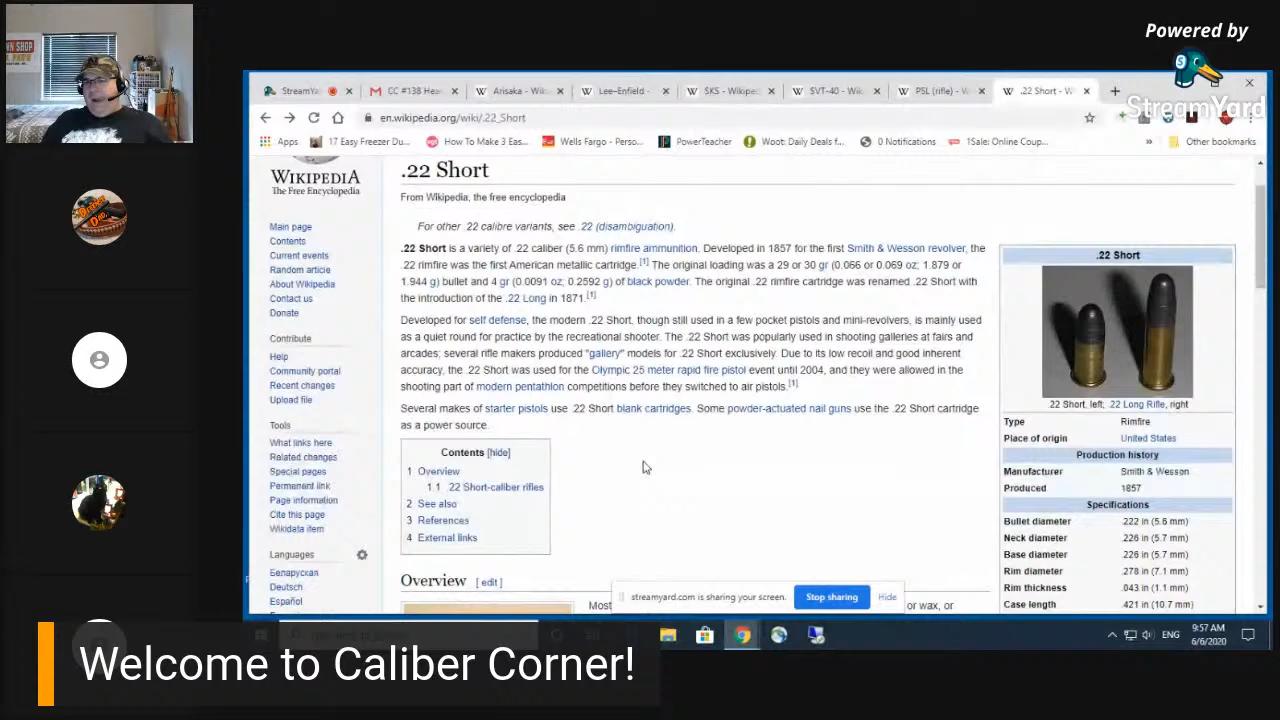 Powered by
StreamYard
StreamYa
CC #138 Hea
Arisaka - Wik
Lee–Enfield -
SKS - Wikiped
SVT-40 - Wik
PSL (rifle) - W
.22 Short - W
en.wikipedia.org/wiki/.22_Short
Apps
17 Easy Freezer Du...
How To Make 3 Eas...
Wells Fargo - Perso...
PowerTeacher
Woot: Daily Deals f...
0 Notifications
1Sale: Online Coup...
»
Other bookmarks
WIKIPEDIA
The Free Encyclopedia
Main page
Contents
Current events
Random article
About Wikipedia
Contact us
Donate
Contribute
Help
Community portal
Recent changes
Upload file
Tools
What links here
Related changes
Special pages
Permanent link
Page information
Cite this page
Wikidata item
Languages
Беларуская
Deutsch
Español
.22 Short
From Wikipedia, the free encyclopedia
For other .22 calibre variants, see .22 (disambiguation).
.22 Short is a variety of .22 caliber (5.6 mm) rimfire ammunition. Developed in 1857 for the first Smith & Wesson revolver, the
.22 rimfire was the first American metallic cartridge.[1] The original loading was a 29 or 30 gr (0.066 or 0.069 oz; 1.879 or
1.944 g) bullet and 4 gr (0.0091 oz; 0.2592 g) of black powder. The original .22 rimfire cartridge was renamed .22 Short with
the introduction of the .22 Long in 1871.[1]
Developed for self defense, the modern .22 Short, though still used in a few pocket pistols and mini-revolvers, is mainly used
as a quiet round for practice by the recreational shooter. The .22 Short was popularly used in shooting galleries at fairs and
arcades; several rifle makers produced "gallery" models for .22 Short exclusively. Due to its low recoil and good inherent
accuracy, the .22 Short was used for the Olympic 25 meter rapid fire pistol event until 2004, and they were allowed in the
shooting part of modern pentathlon competitions before they switched to air pistols.[1]
Several makes of starter pistols use .22 Short blank cartridges. Some powder-actuated nail guns use the .22 Short cartridge
as a power source.
Contents [hide]
1 Overview
1.1 .22 Short-caliber rifles
2 See also
3 References
4 External links
Overview [ edit ]
Most
or wax, or
.22 Short
.22 Short, left; .22 Long Rifle, right
Type Rimfire
Place of origin United States
Production history
Manufacturer Smith & Wesson
Produced 1857
Specifications
Bullet diameter .222 in (5.6 mm)
Neck diameter .226 in (5.7 mm)
Base diameter .226 in (5.7 mm)
Rim diameter .278 in (7.1 mm)
Rim thickness .043 in (1.1 mm)
Case length .421 in (10.7 mm)
streamyard.com is sharing your screen.
Stop sharing
Hide
ENG
9:57 AM
6/6/2020
Welcome to Caliber Corner!